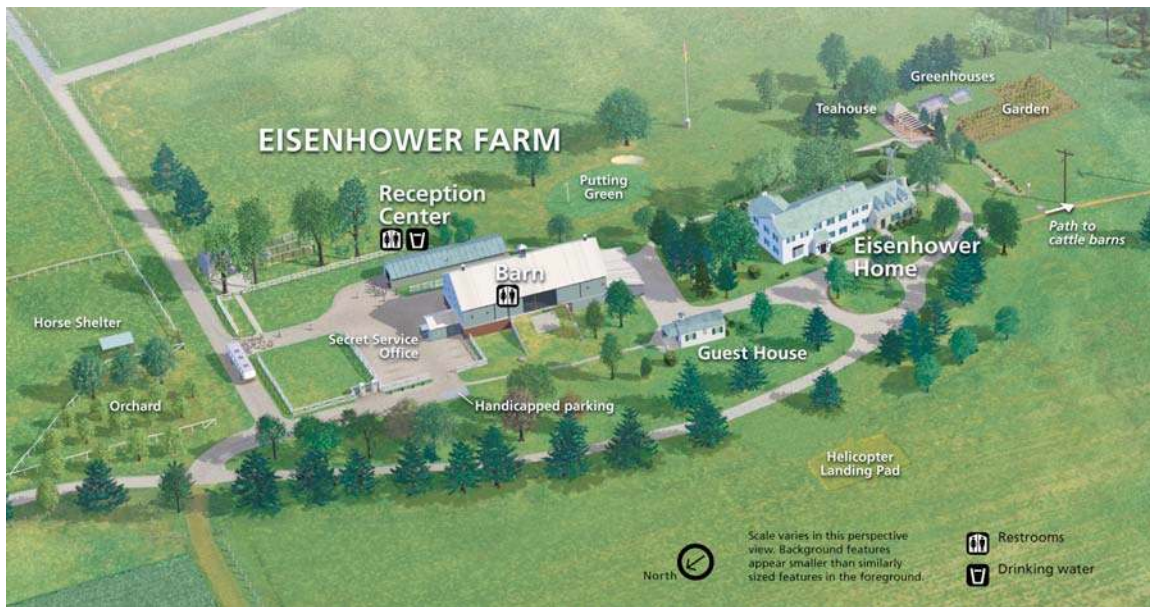 Greenhouses
Teahouse
Garden
EISENHOWER FARM
Putting
Green
Reception
Center
Path to
cattle barns
Eisenhower
Home
Barn
Horse Shelter
Secret Service
Office
Guest House
Orchard
Handicapped parking
Helicopter
Landing Pad
North
Scale varies in this perspective
view. Background features
appear smaller than similarly
sized features in the foreground.
Restrooms
Drinking water